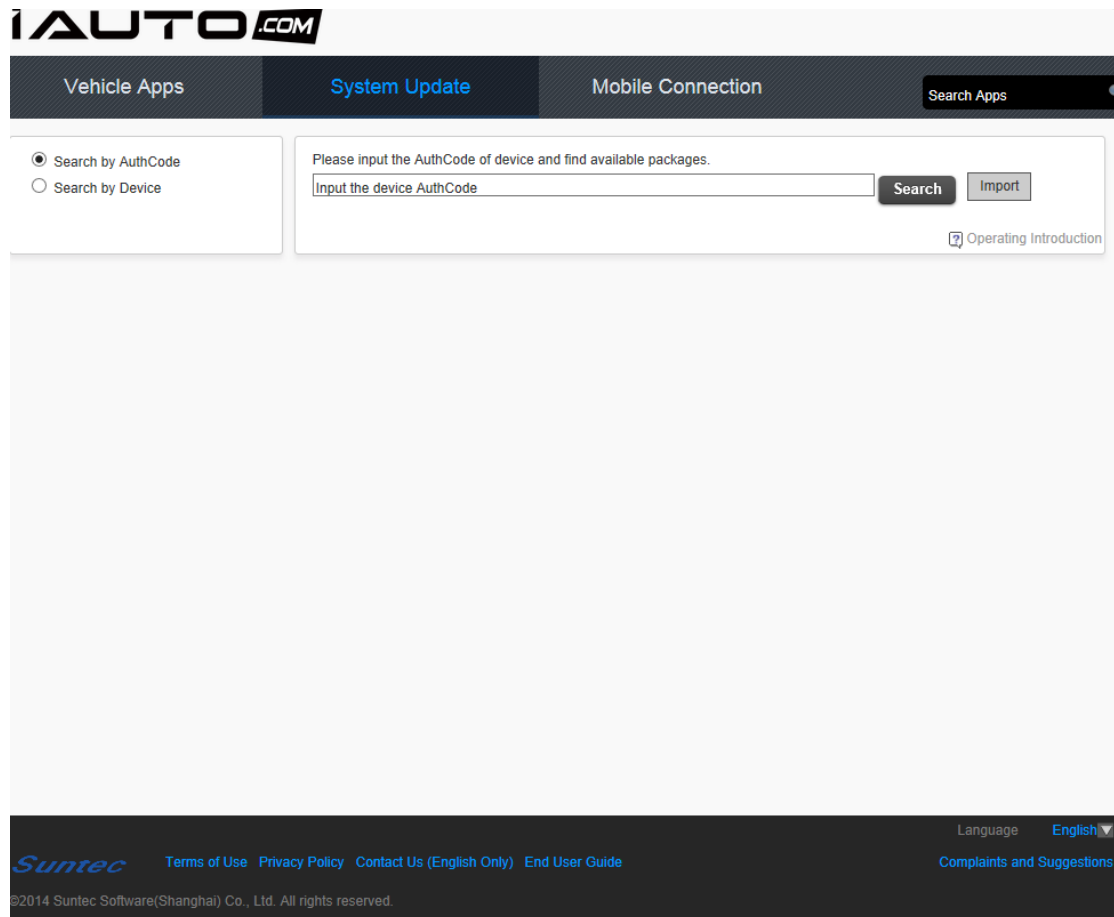 iAUTO.COM
Vehicle Apps System Update Mobile Connection Search Apps
Search by AuthCode
Search by Device
Please input the AuthCode of device and find available packages.
Input the device AuthCode Search Import
? Operating Introduction
Language English
Suntec Terms of Use Privacy Policy Contact Us (English Only) End User Guide Complaints and Suggestions
©2014 Suntec Software(Shanghai) Co., Ltd. All rights reserved.